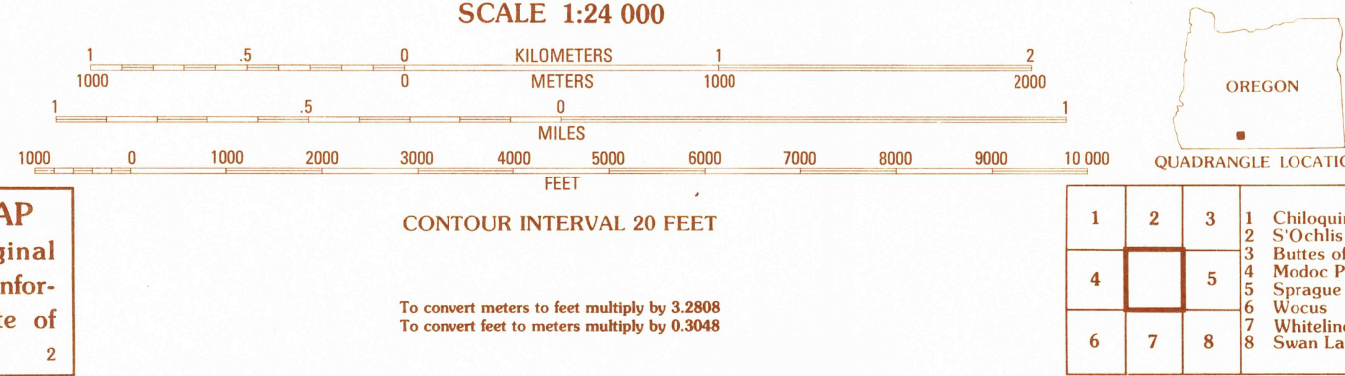 SCALE 1:24 000
1 .5 0 KILOMETERS 1 2
1000 0 METERS 1000 2000
1 .5 0 1
MILES
1000 0 1000 2000 3000 4000 5000 6000 7000 8000 9000 10 000
FEET
CONTOUR INTERVAL 20 FEET
To convert meters to feet multiply by 3.2808
To convert feet to meters multiply by 0.3048
AP
ginal
nfor-
te of
2
OREGON
QUADRANGLE LOCATIO
1 2 3
4 5
6 7 8
1 Chiloquin
2 S'Ochlis
3 Buttes of
4 Modoc P
5 Sprague
6 Wocus
7 Whiteline
8 Swan La